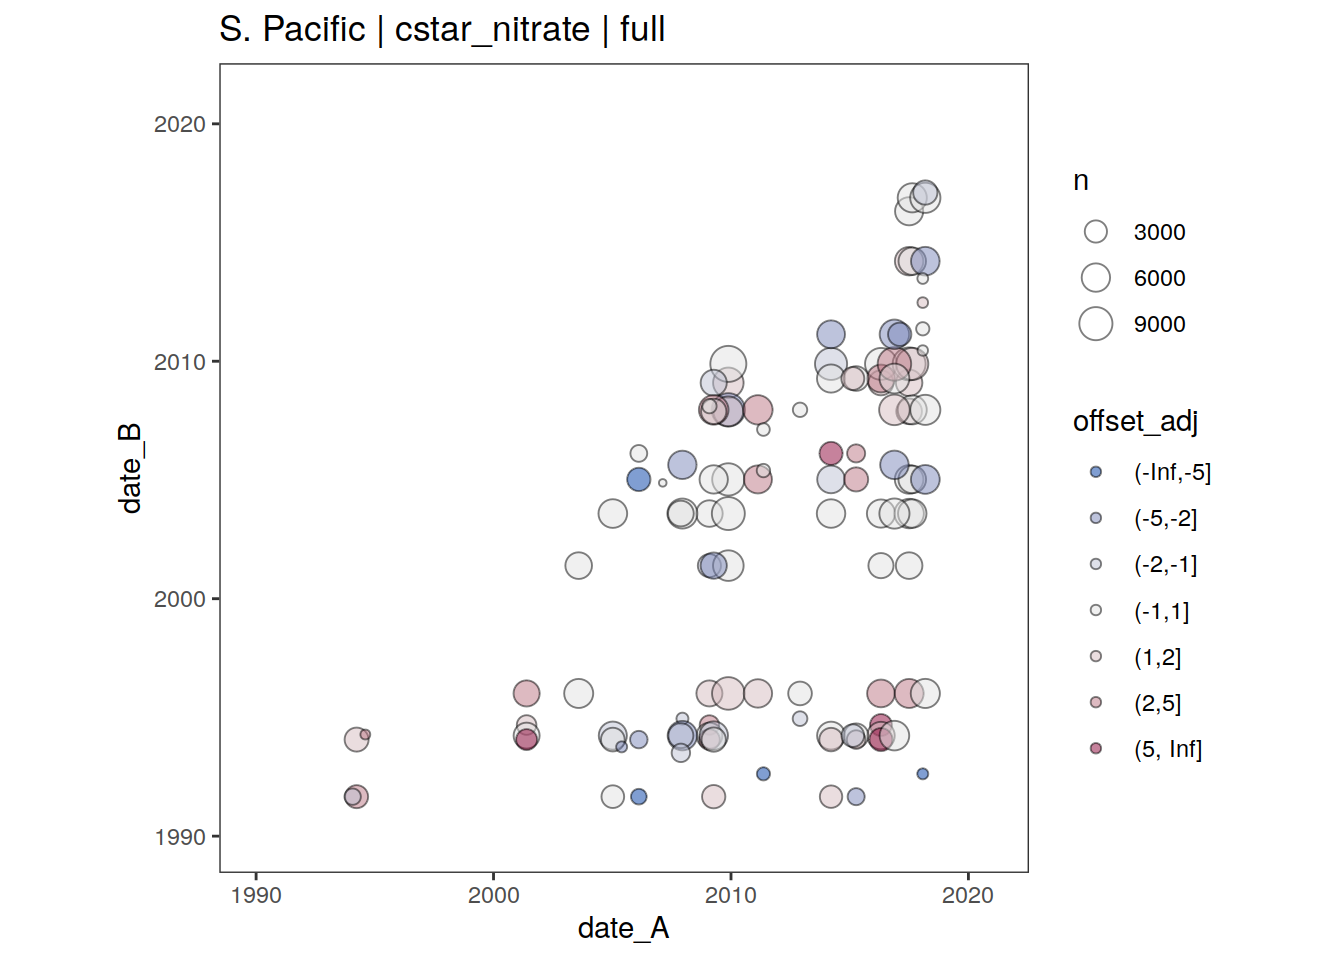 S. Pacific | cstar_nitrate | full
2020
2010
2000
1990
date_B
1990
2000
2010
2020
date_A
n
3000
6000
9000
offset_adj
(-Inf,-5]
(-5,-2]
(-2,-1]
(-1,1]
(1,2]
(2,5]
(5, Inf]